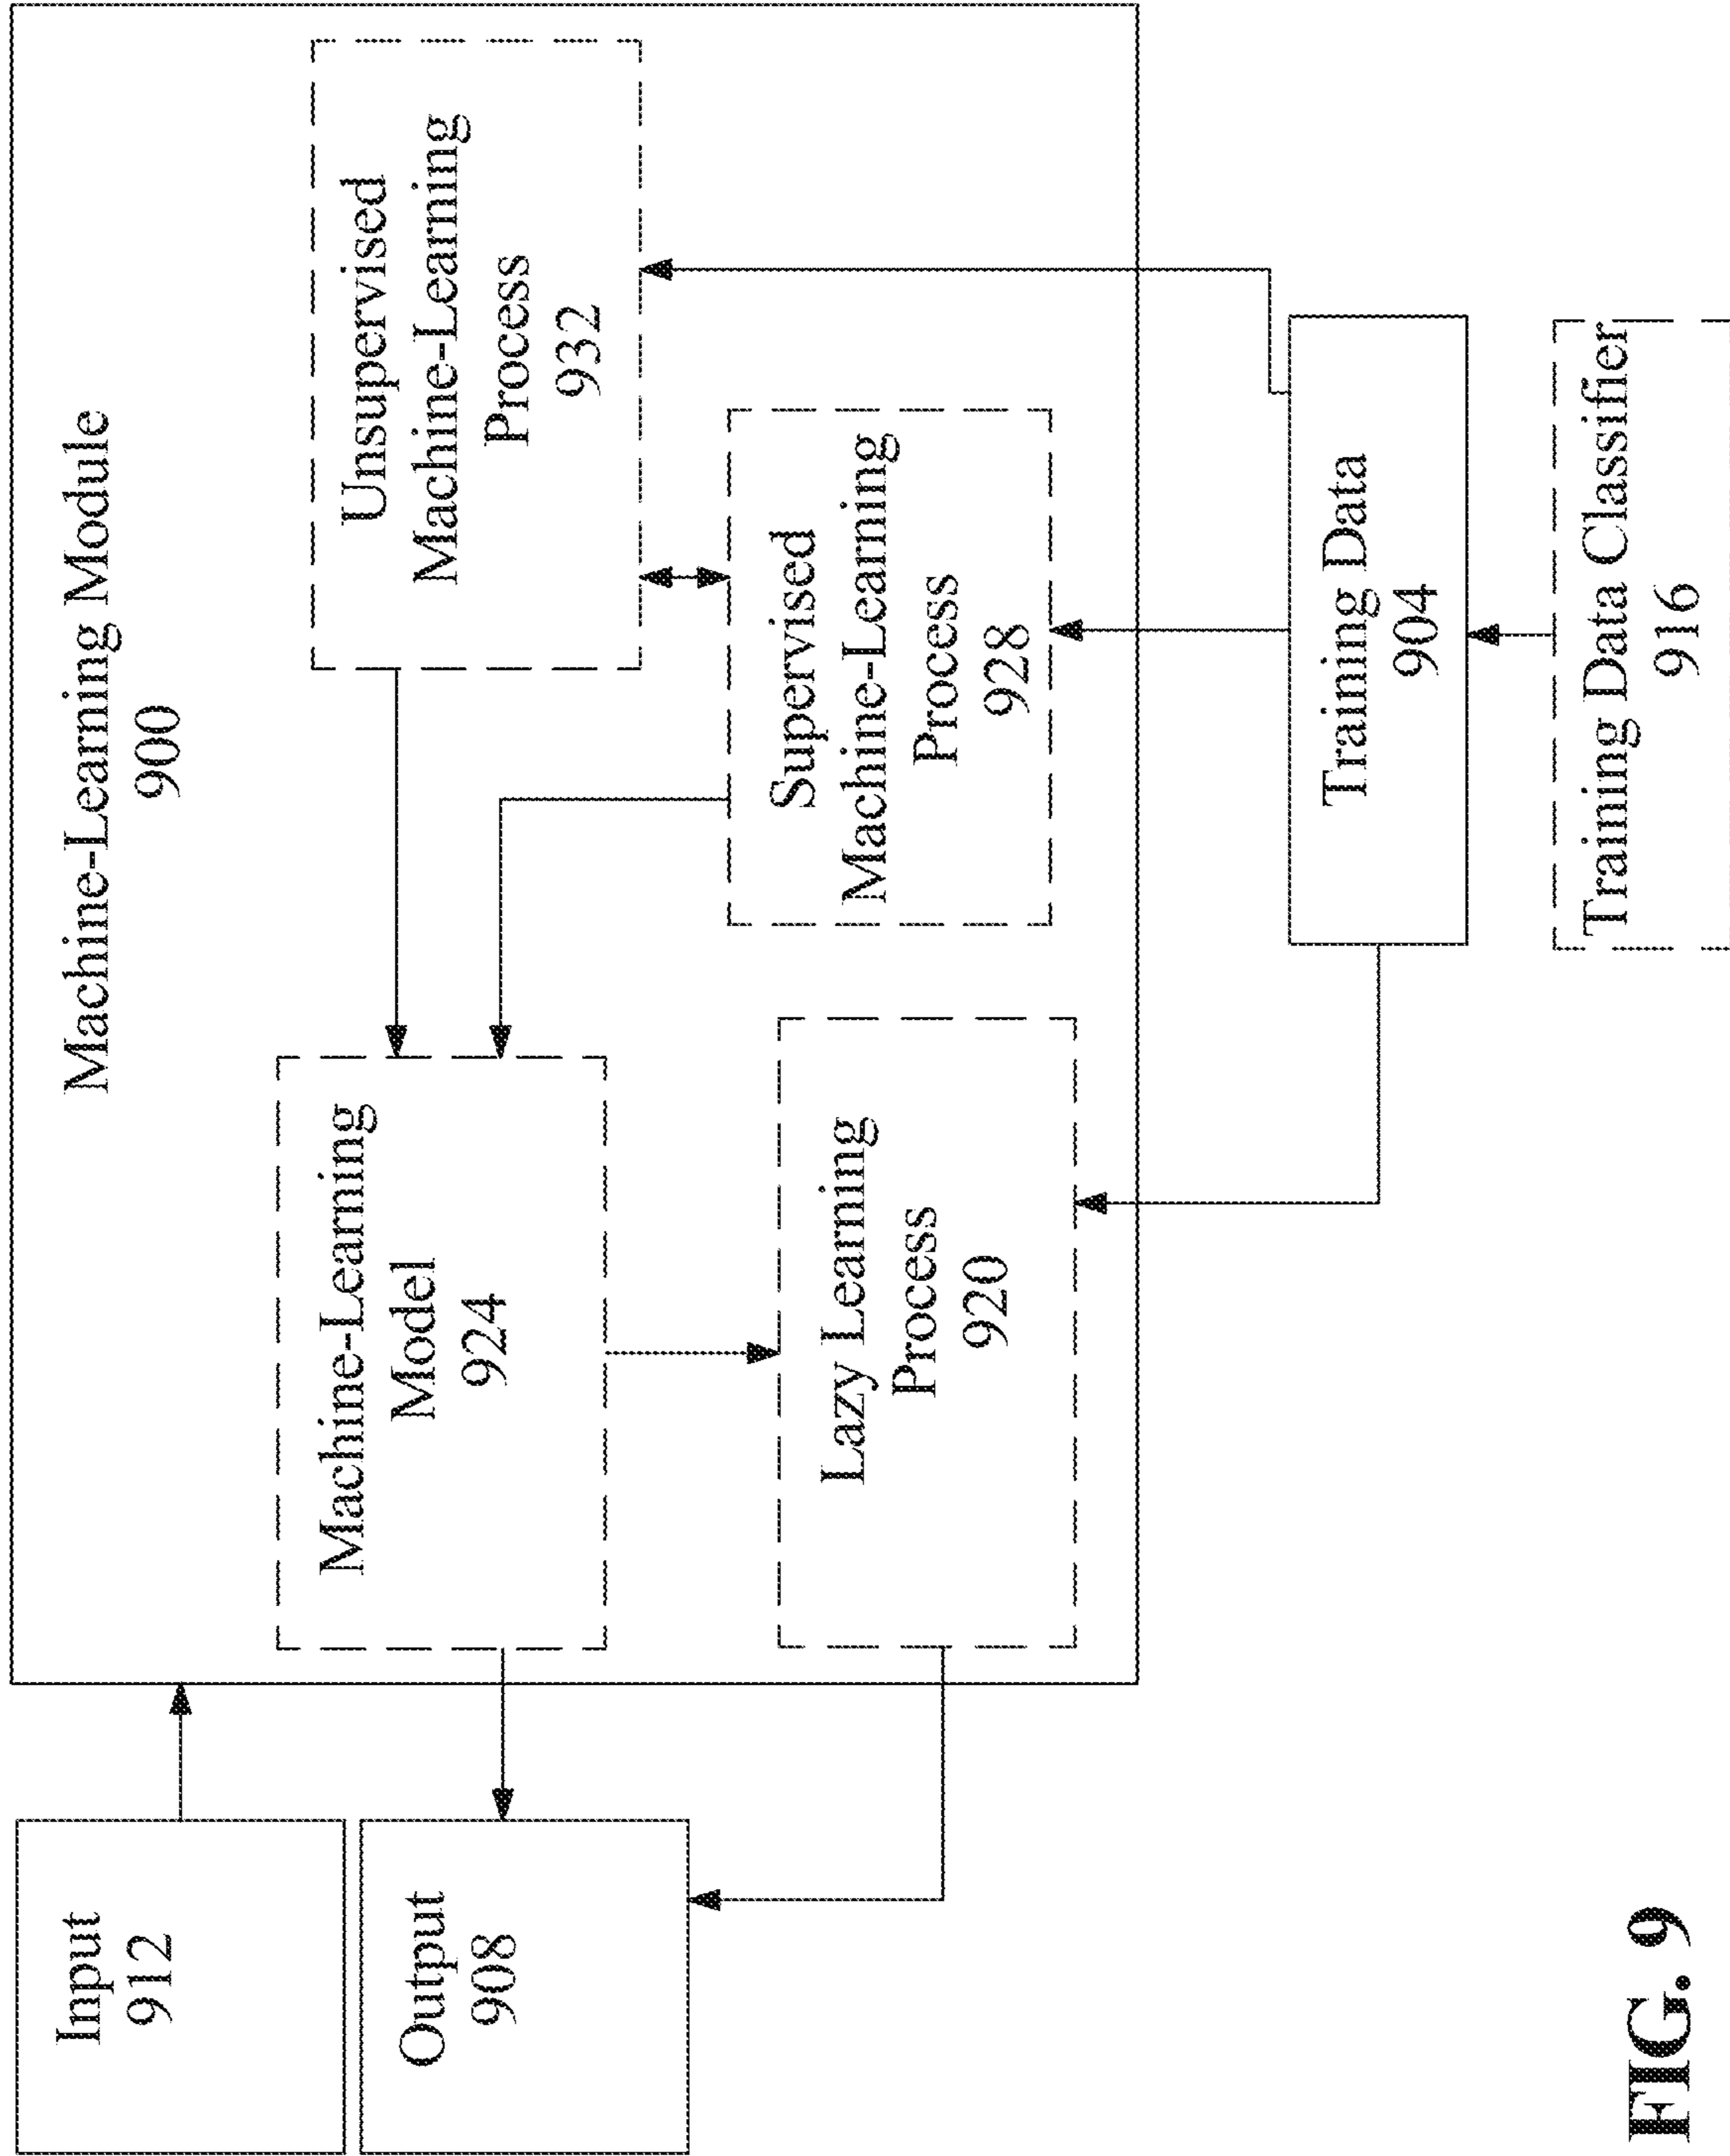 Machine-Learning Module
900
Input
912
Output
908
Machine-Learning
Model
924
Unsupervised
Machine-Learning
Process
932
Lazy Learning
Process
920
Supervised
Machine-Learning
Process
928
Training Data
904
Training Data Classifier
916
FIG. 9